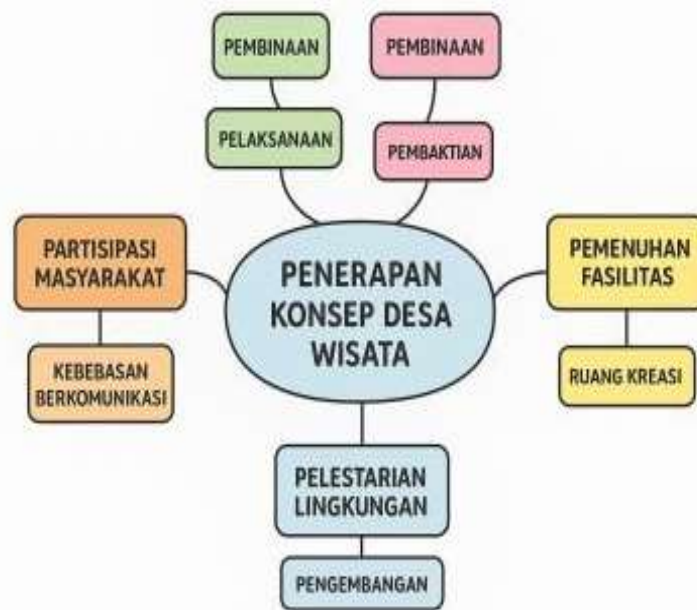 PEMBINAAN
PEMBINAAN
PELAKSANAAN
PEMBAKTIAN
PARTISIPASI
MASYARAKAT
PENERAPAN
KONSEP DESA
WISATA
PEMENUHAN
FASILITAS
KEBEBASAN
BERKOMUNIKASI
RUANG KREASI
PELESTARIAN
LINGKUNGAN
PENGEMBANGAN